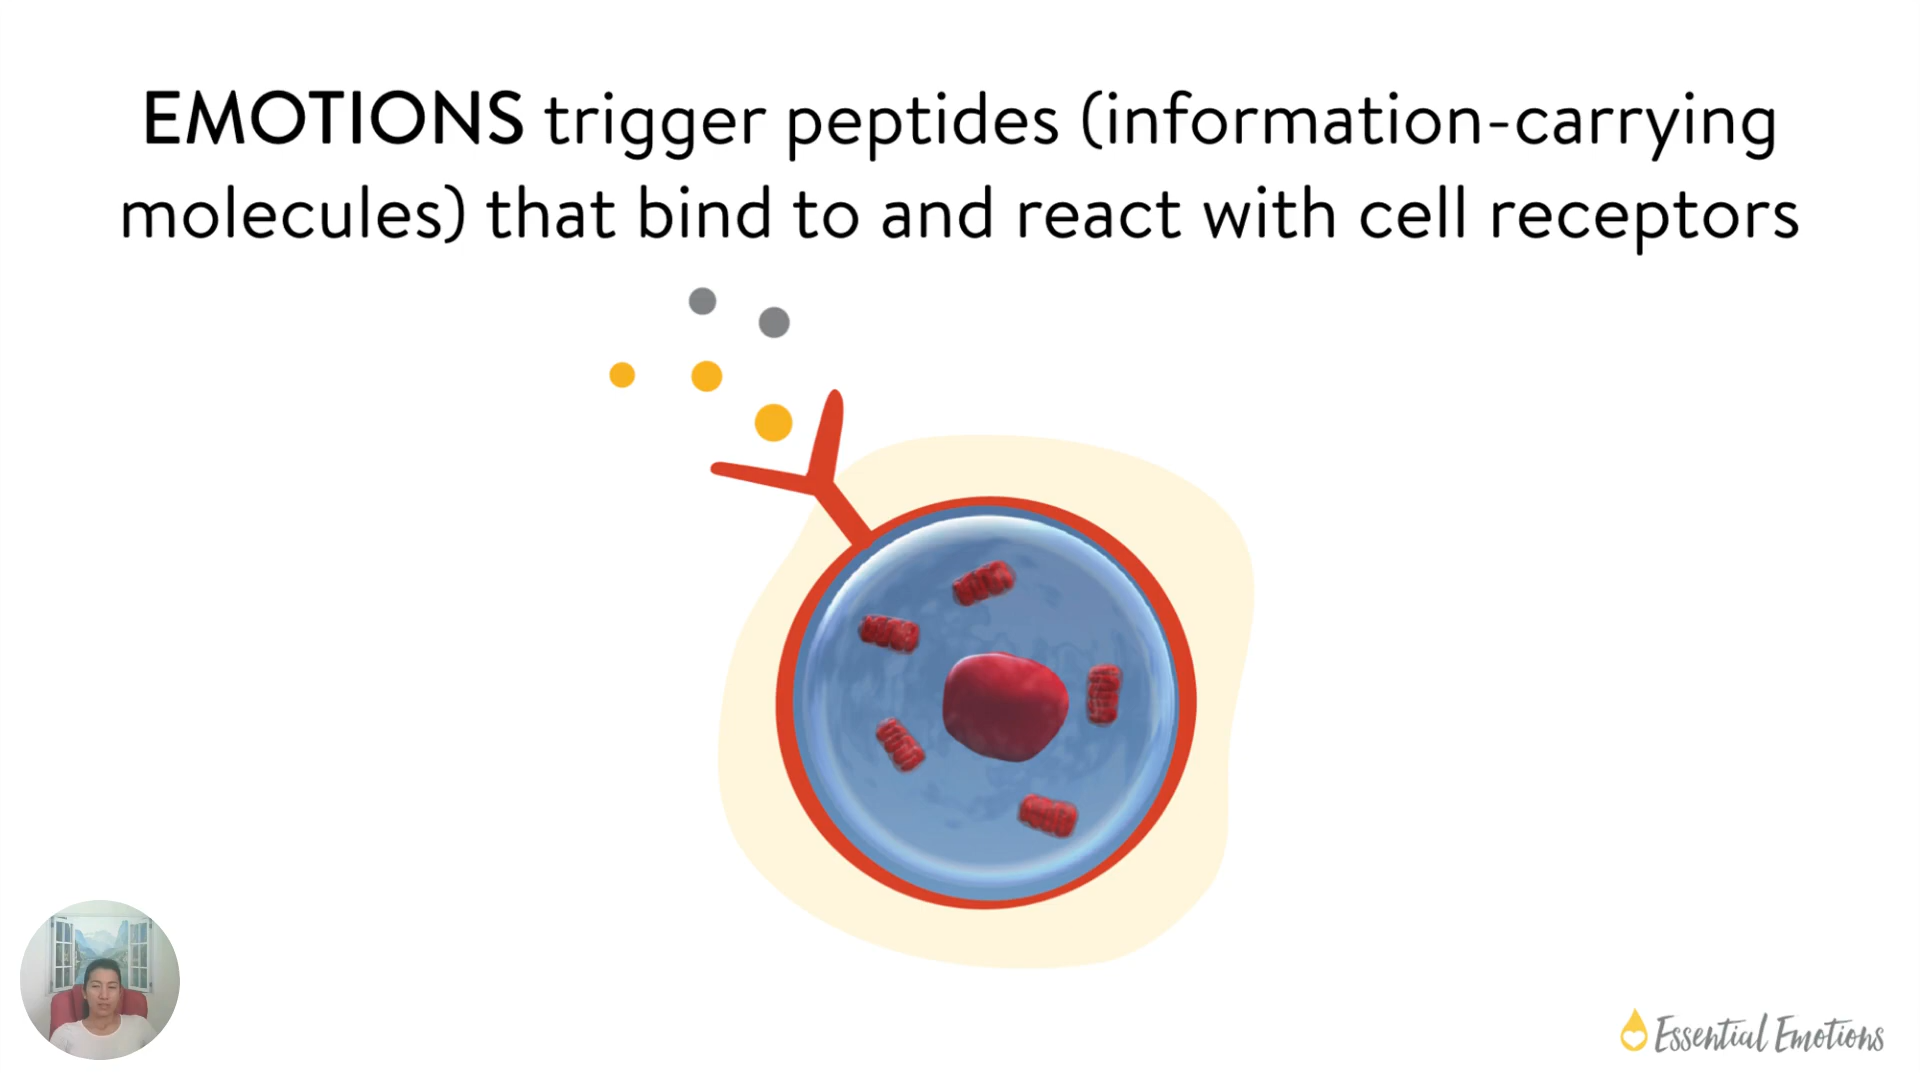 EMOTIONS trigger peptides (information-carrying
molecules) that bind to and react with cell receptors
Essential Emotions